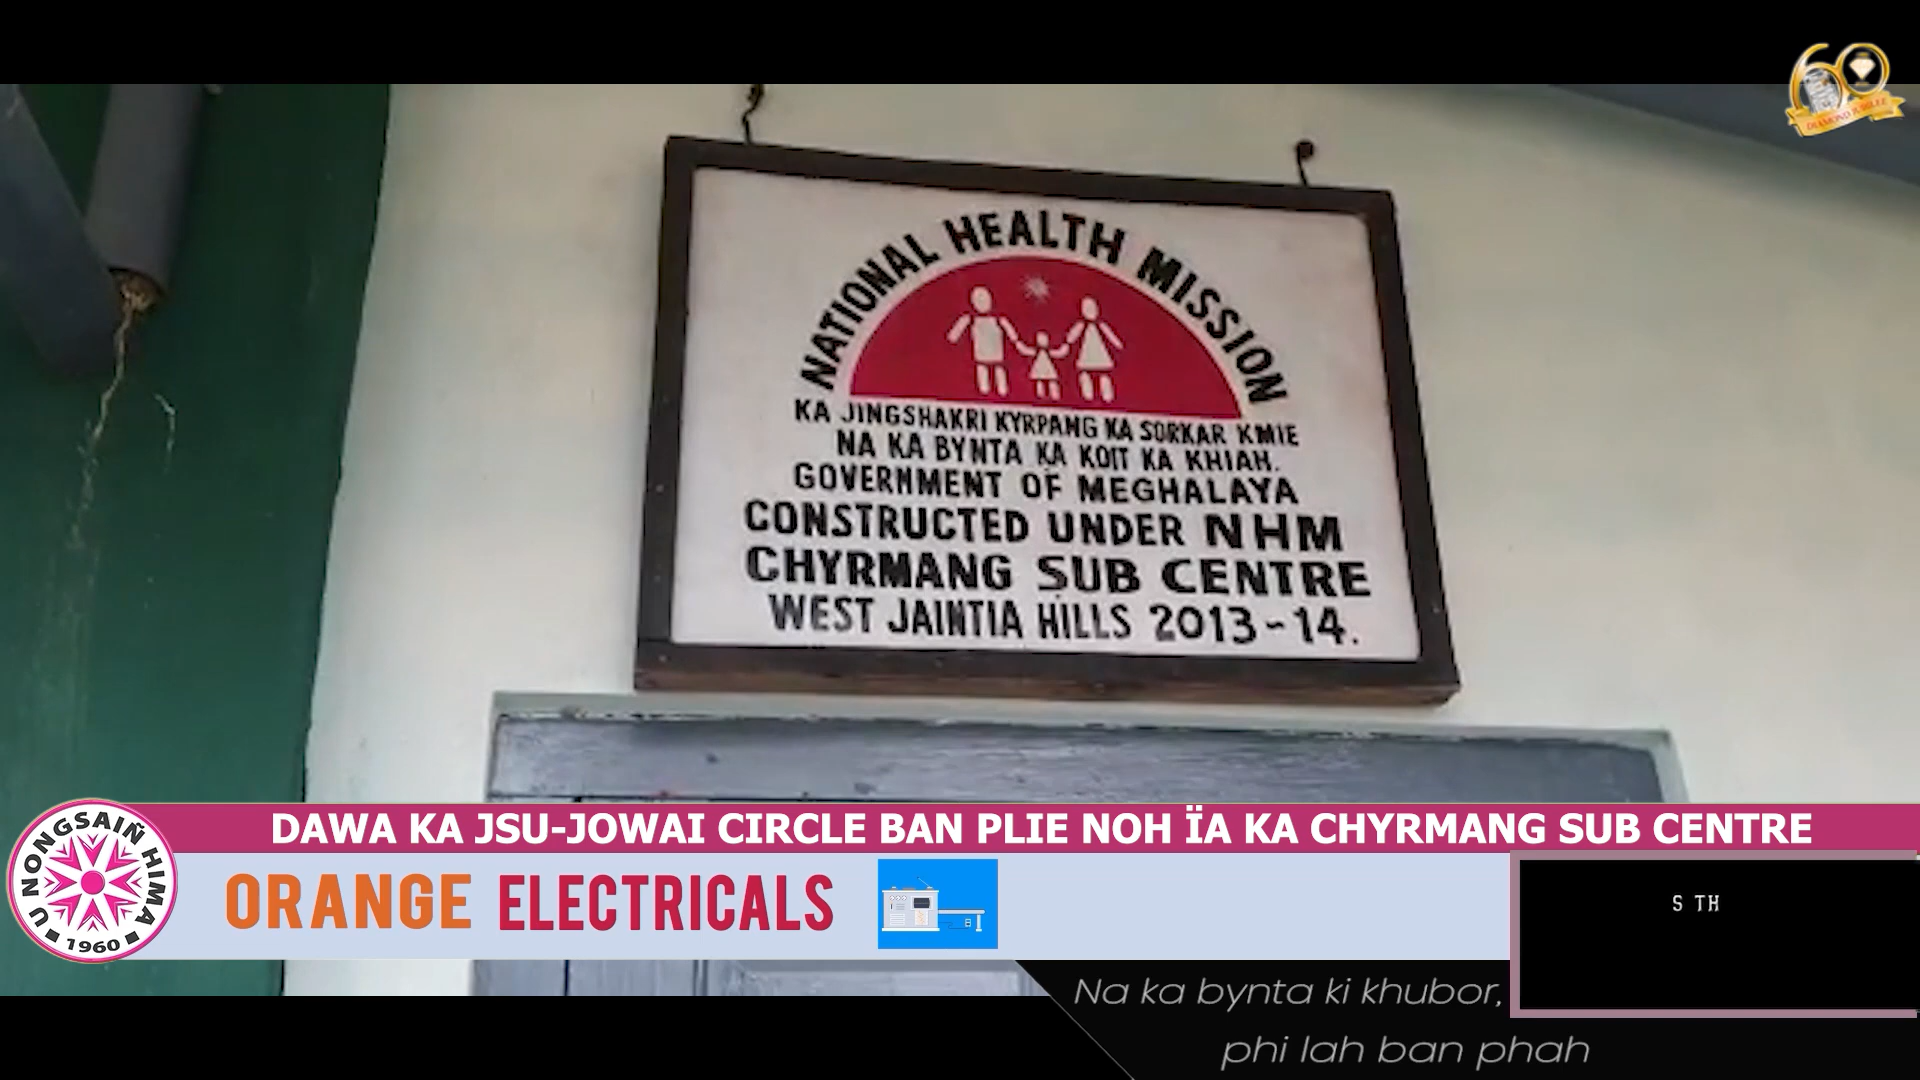 60
DIAMOND JUBILEE
NATIONAL HEALTH MISSION
KA JINGSHAKRI KYRPANG KA SORKAR KMIE
NA KA BYNTA KA KOIT KA KHIAH.
GOVERNMENT OF MEGHALAYA
CONSTRUCTED UNDER NHM
CHYRMANG SUB CENTRE
WEST JAINTIA HILLS 2013-14.
DAWA KA JSU-JOWAI CIRCLE BAN PLIE NOH ÏA KA CHYRMANG SUB CENTRE
U NONGSAIÑ HIMA
1960
ORANGE ELECTRICALS
S TH
Na ka bynta ki khubor,
phi lah ban phah